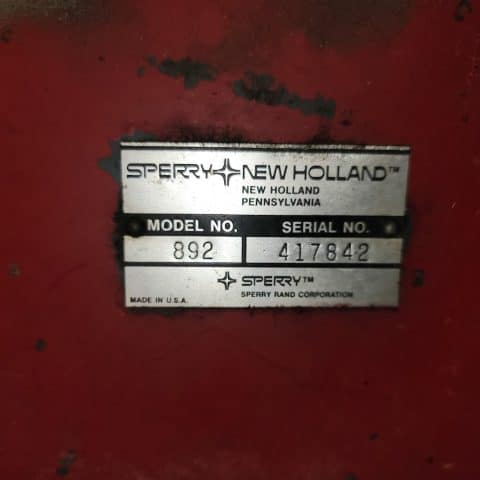 SPERRY NEW HOLLAND™
NEW HOLLAND
PENNSYLVANIA
MODEL NO. SERIAL NO.
892 417842
SPERRY™
MADE IN U.S.A. SPERRY RAND CORPORATION